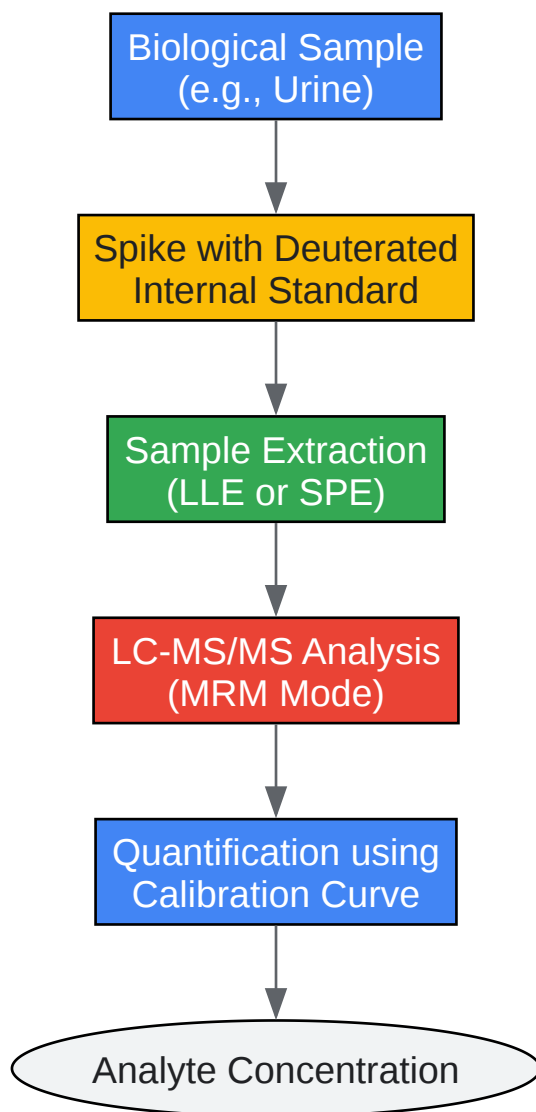 Biological Sample
(e.g., Urine)
Spike with Deuterated
Internal Standard
Sample Extraction
(LLE or SPE)
LC-MS/MS Analysis
(MRM Mode)
Quantification using
Calibration Curve
Analyte Concentration